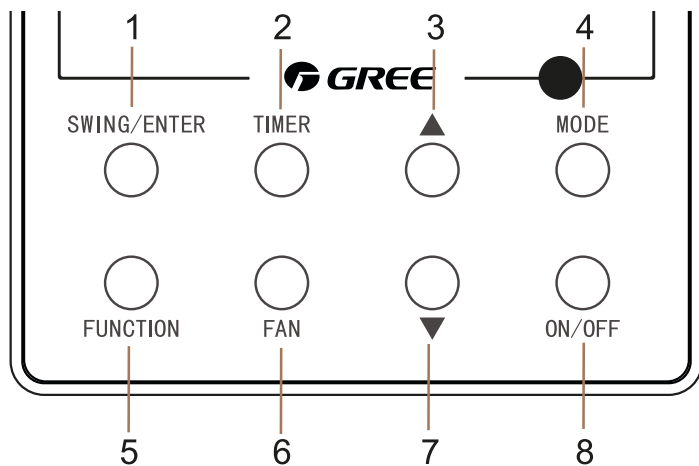 1 2 3 4
GREE
SWING/ENTER TIMER ▲ MODE
FUNCTION FAN ▼ ON/OFF
5 6 7 8